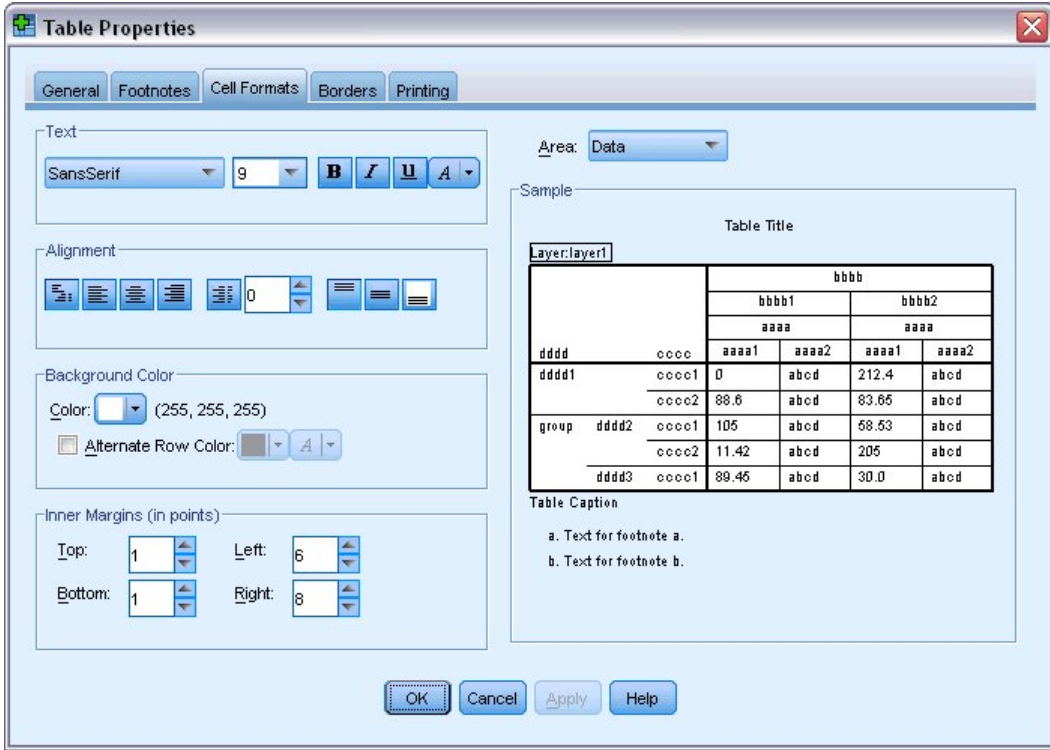 Table Properties
General Footnotes Cell Formats Borders Printing
Text
SansSerif 9 B I U A
Area: Data
Alignment
0
Background Color
Color: (255, 255, 255)
Alternate Row Color: A
Inner Margins (in points)
Top: 1 Left: 6
Bottom: 1 Right: 8
Sample
Table Title
Layer:layer1
bbbb
bbbb1 bbbb2
aaaa aaaa
dddd cccc aaaa1 aaaa2 aaaa1 aaaa2
dddd1 cccc1 0 abcd 212.4 abcd
cccc2 88.6 abcd 83.65 abcd
group dddd2 cccc1 105 abcd 58.53 abcd
cccc2 11.42 abcd 205 abcd
dddd3 cccc1 89.45 abcd 30.0 abcd
Table Caption
a. Text for footnote a.
b. Text for footnote b.
OK Cancel Apply Help